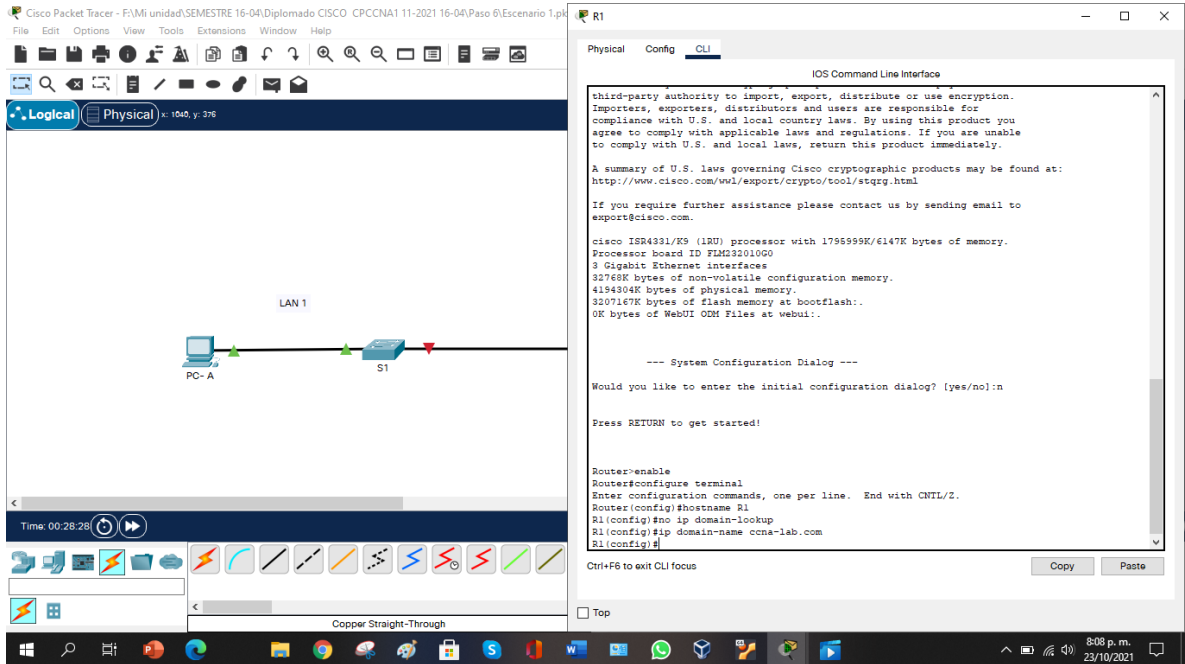 Cisco Packet Tracer - F:\Mi unidad\SEMESTRE 16-04\Diplomado CISCO CPCCNA1 11-2021 16-04\Paso 6\Escenario 1.pk
File Edit Options View Tools Extensions Window Help
Logical Physical x: 1040, y: 376
LAN 1
PC- A
S1
Time: 00:28:28
Copper Straight-Through
R1
Physical Config CLI
IOS Command Line Interface
third-party authority to import, export, distribute or use encryption.
Importers, exporters, distributors and users are responsible for
compliance with U.S. and local country laws. By using this product you
agree to comply with applicable laws and regulations. If you are unable
to comply with U.S. and local laws, return this product immediately.
A summary of U.S. laws governing Cisco cryptographic products may be found at:
http://www.cisco.com/wwl/export/crypto/tool/stqrg.html
If you require further assistance please contact us by sending email to
export@cisco.com.
cisco ISR4331/K9 (1RU) processor with 1795999K/6147K bytes of memory.
Processor board ID FLM232010G0
3 Gigabit Ethernet interfaces
32768K bytes of non-volatile configuration memory.
4194304K bytes of physical memory.
3207167K bytes of flash memory at bootflash:.
0K bytes of WebUI ODM Files at webui:.
--- System Configuration Dialog ---
Would you like to enter the initial configuration dialog? [yes/no]:n
Press RETURN to get started!
Router>enable
Router#configure terminal
Enter configuration commands, one per line. End with CNTL/Z.
Router(config)#hostname R1
R1(config)#no ip domain-lookup
R1(config)#ip domain-name ccna-lab.com
R1(config)#
Ctrl+F6 to exit CLI focus
Copy Paste
Top
8:08 p. m.
23/10/2021